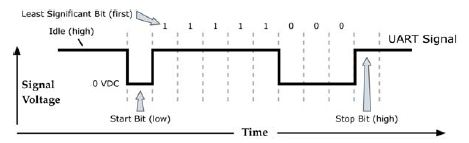 Least Significant Bit (first)
1 1 1 1 1 0 0 0
UART Signal
Idle (high)
0 VDC
Signal
Voltage
Start Bit (low)
Stop Bit (high)
Time